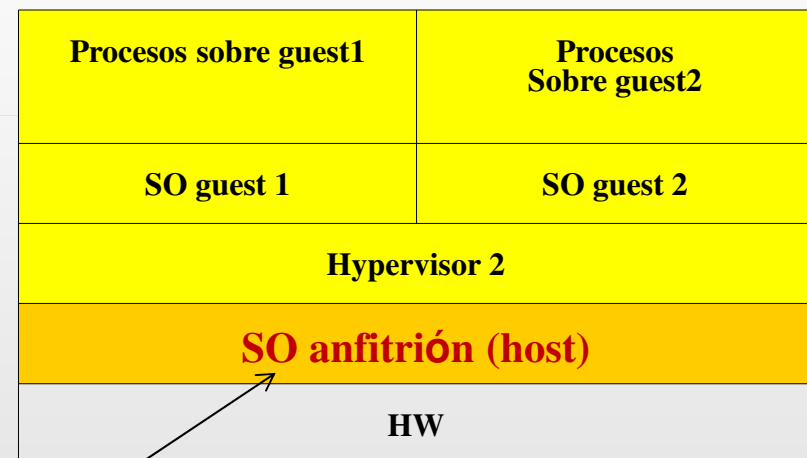 Procesos sobre guest1
Procesos
Sobre guest2
SO guest 1
SO guest 2
Hypervisor 2
SO anfitrión (host)
HW